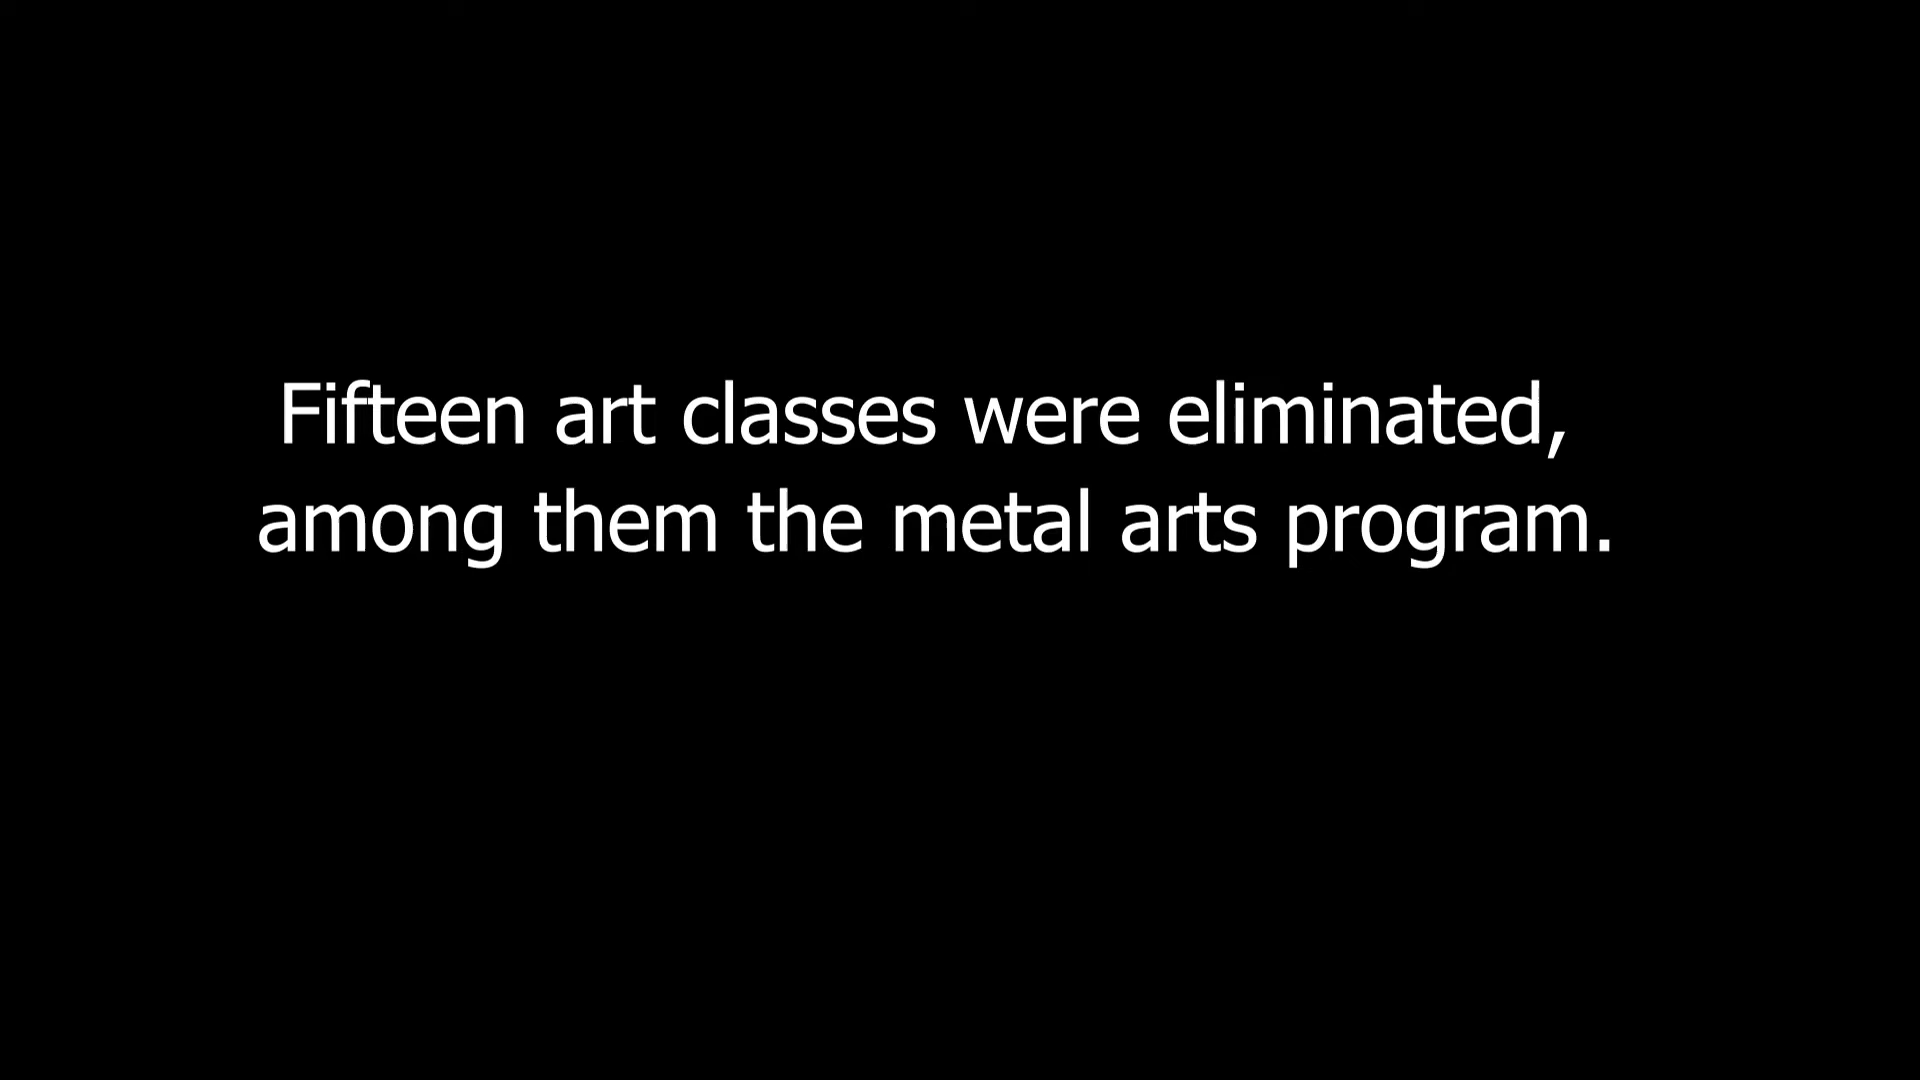 Fifteen art classes were eliminated,
among them the metal arts program.